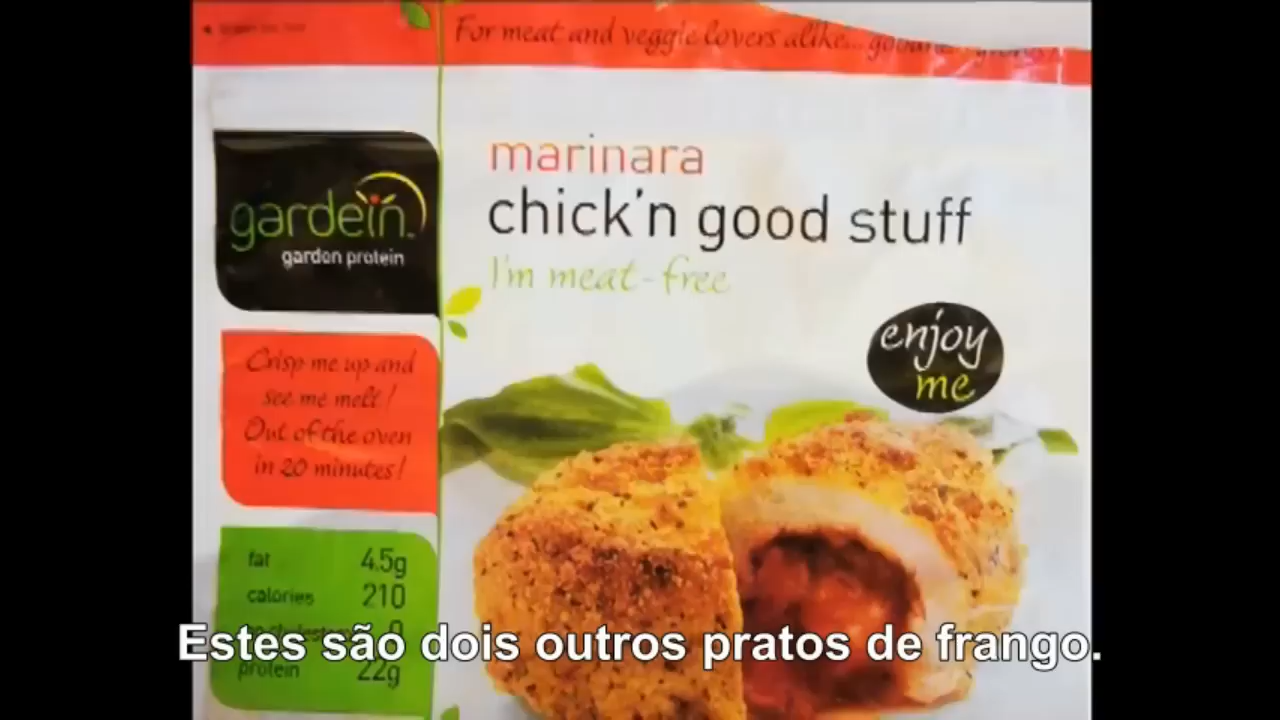 For meat and veggie lovers alike...
marinara
chick'n good stuff
I'm meat-free
gardein
garden protein
enjoy
me
Crisp me up and
see me melt!
Out of the oven
in 20 minutes!
fat 4.5g
calories 210
0
protein 22g
Estes são dois outros pratos de frango.